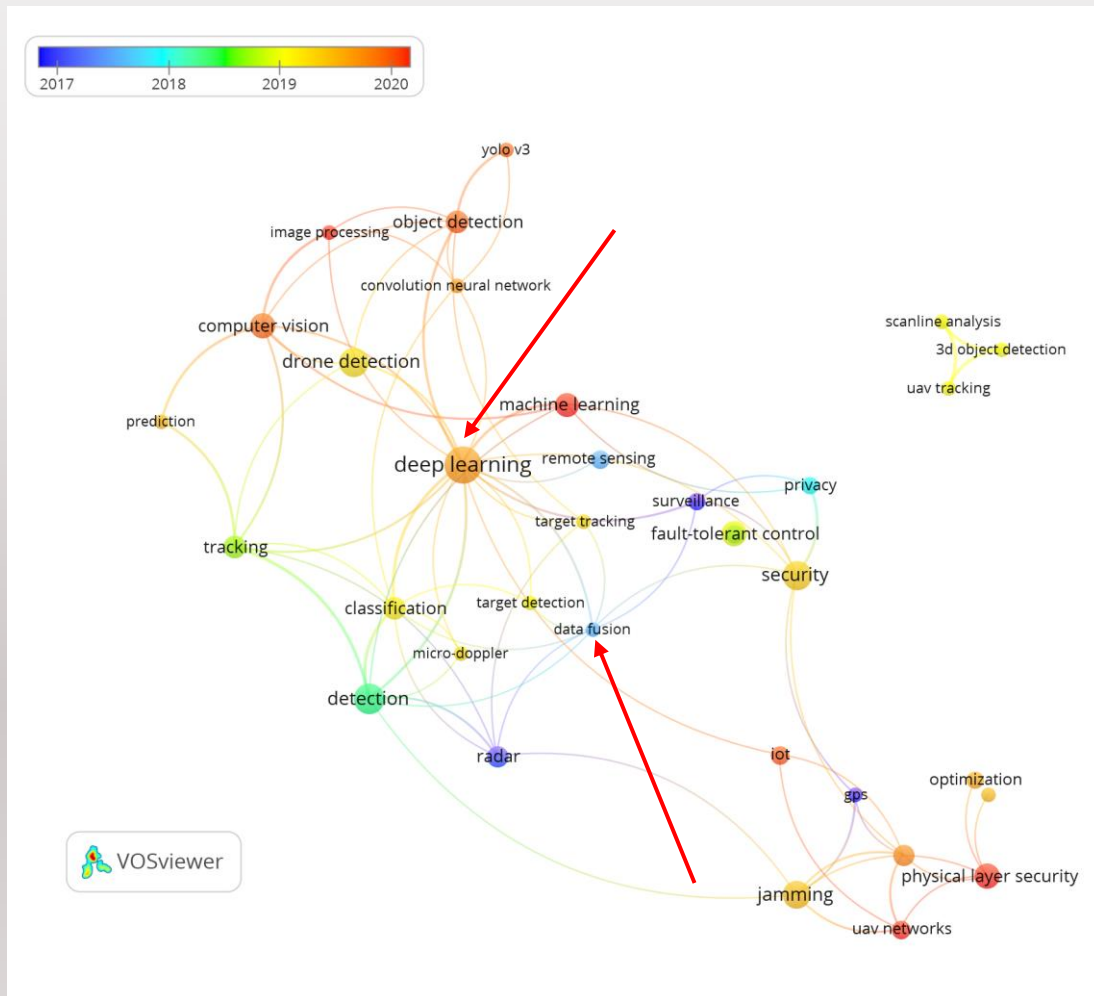 2017 2018 2019 2020
yolo v3
object detection
image processing
convolution neural network
computer vision
scanline analysis
3d object detection
drone detection
uav tracking
machine learning
prediction
deep learning
remote sensing
privacy
surveillance
target tracking
fault-tolerant control
tracking
security
target detection
classification
data fusion
micro-doppler
detection
radar
iot
optimization
gps
VOSviewer
physical layer security
jamming
uav networks